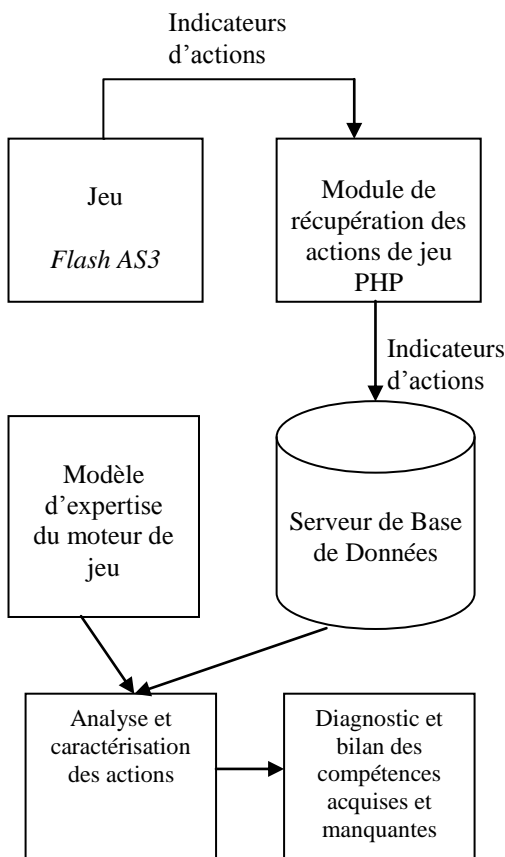 Indicateurs
d’actions
Jeu
Flash AS3
Module de
récupération des
actions de jeu
PHP
Indicateurs
d’actions
Modèle
d’expertise
du moteur de
jeu
Serveur de Base
de Données
Analyse et
caractérisation
des actions
Diagnostic et
bilan des
compétences
acquises et
manquantes